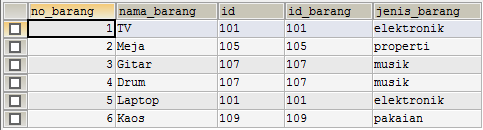 no_barang nama_barang id id_barang jenis_barang
1 TV 101 101 elektronik
2 Meja 105 105 properti
3 Gitar 107 107 musik
4 Drum 107 107 musik
5 Laptop 101 101 elektronik
6 Kaos 109 109 pakaian